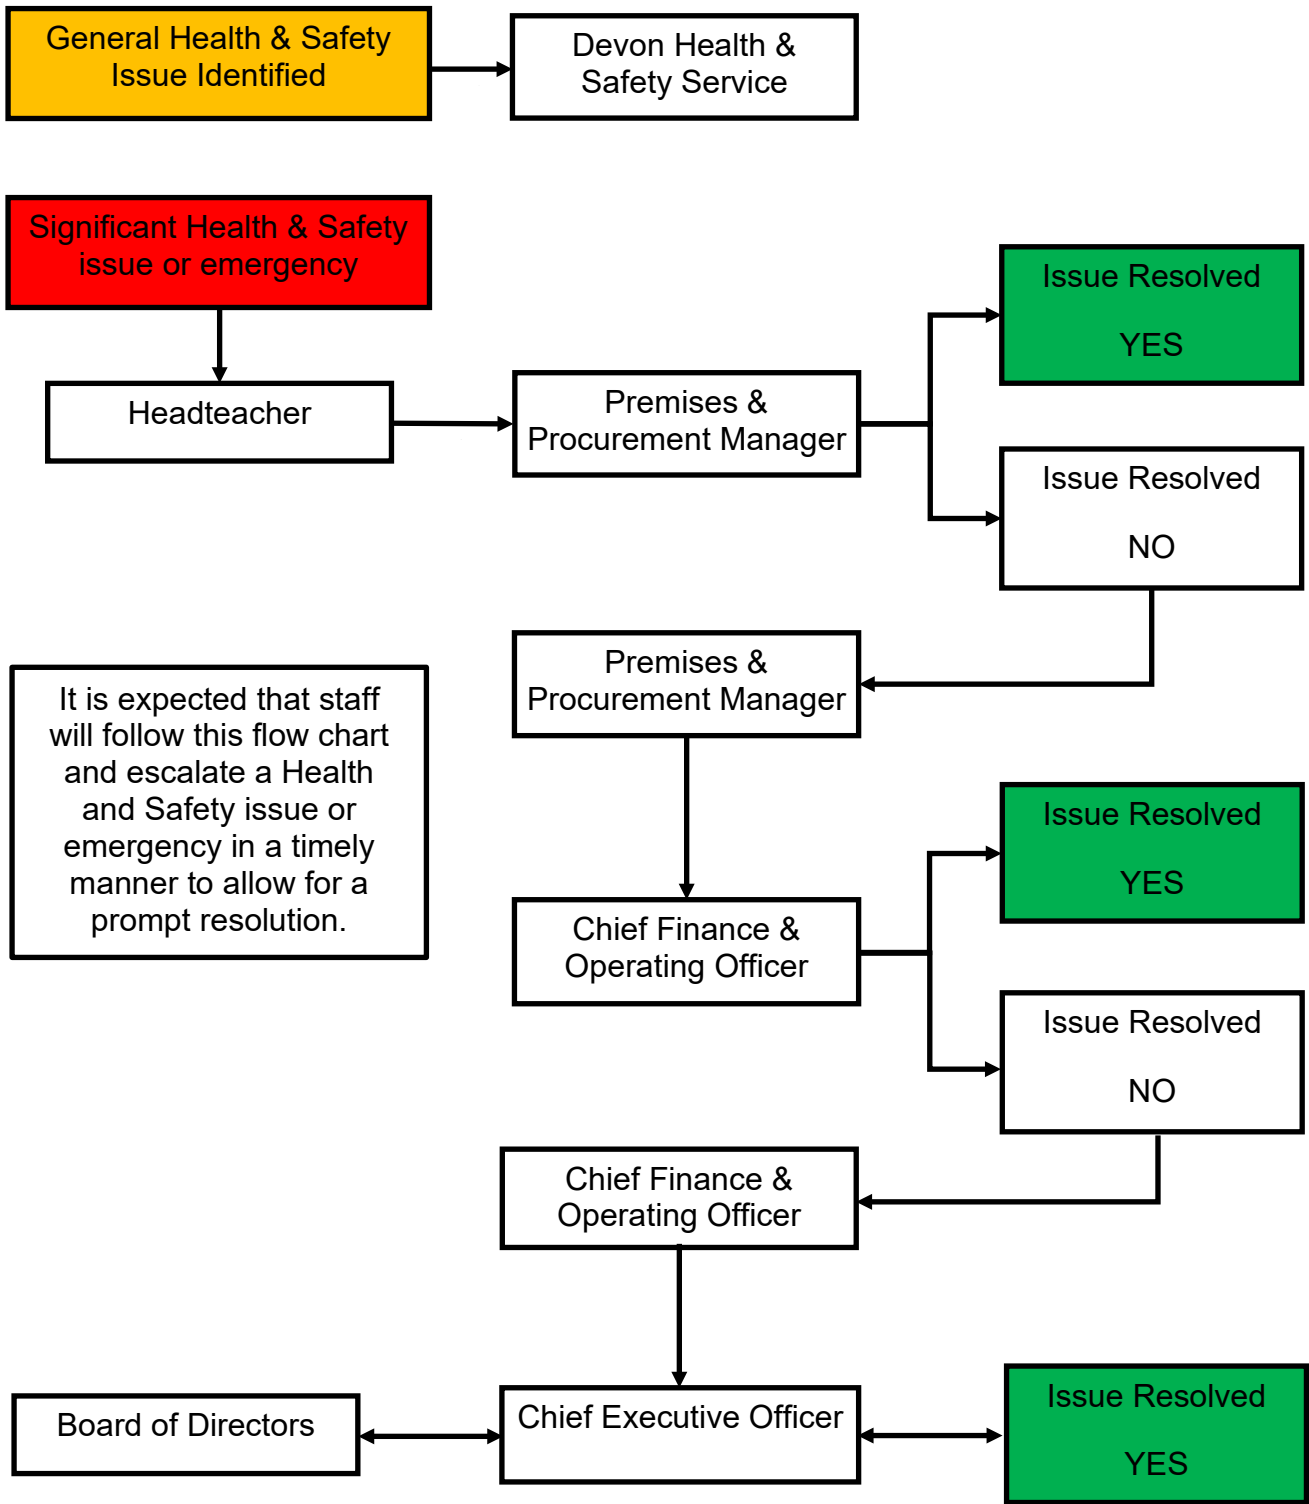 General Health & Safety
Issue Identified
Devon Health &
Safety Service
Significant Health & Safety
issue or emergency
Issue Resolved
YES
Headteacher
Premises &
Procurement Manager
Issue Resolved
NO
Premises &
Procurement Manager
It is expected that staff
will follow this flow chart
and escalate a Health
and Safety issue or
emergency in a timely
manner to allow for a
prompt resolution.
Issue Resolved
YES
Chief Finance &
Operating Officer
Issue Resolved
NO
Chief Finance &
Operating Officer
Board of Directors
Chief Executive Officer
Issue Resolved
YES